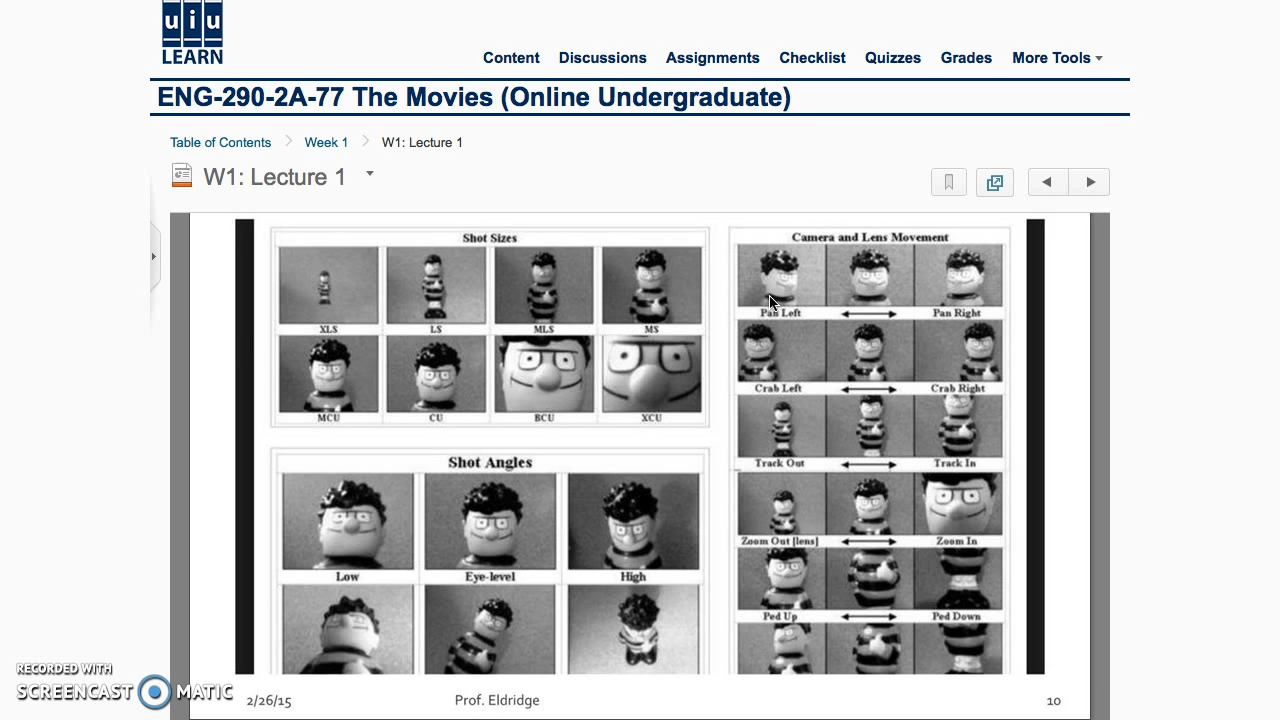 uiu
LEARN
Content Discussions Assignments Checklist Quizzes Grades More Tools
ENG-290-2A-77 The Movies (Online Undergraduate)
Table of Contents Week 1 W1: Lecture 1
W1: Lecture 1
Shot Sizes
XLS LS MLS MS
MCU CU BCU XCU
Shot Angles
Low Eye-level High
Camera and Lens Movement
Pan Left Pan Right
Crab Left Crab Right
Track Out Track In
Zoom Out [lens] Zoom In
Ped Up Ped Down
RECORDED WITH
SCREENCAST MATIC
2/26/15 Prof. Eldridge 10